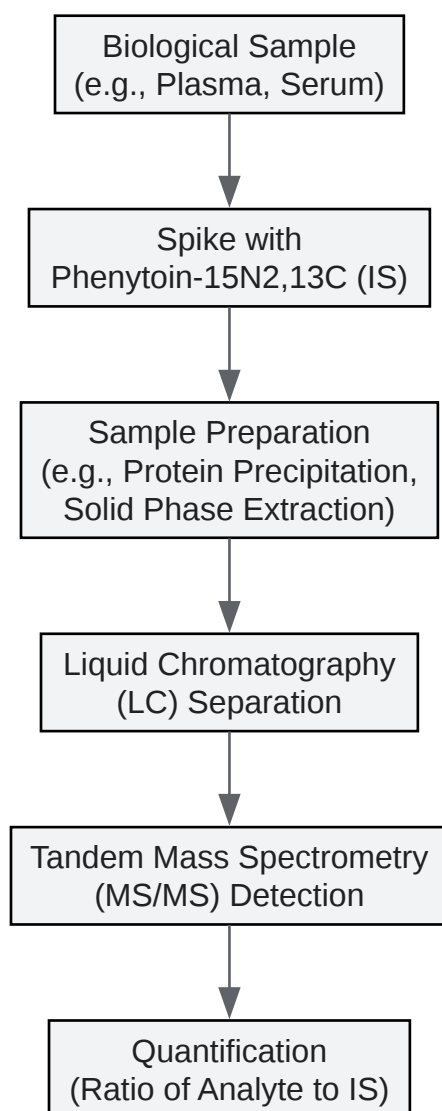 Biological Sample
(e.g., Plasma, Serum)
Spike with
Phenytoin-15N2,13C (IS)
Sample Preparation
(e.g., Protein Precipitation,
Solid Phase Extraction)
Liquid Chromatography
(LC) Separation
Tandem Mass Spectrometry
(MS/MS) Detection
Quantification
(Ratio of Analyte to IS)